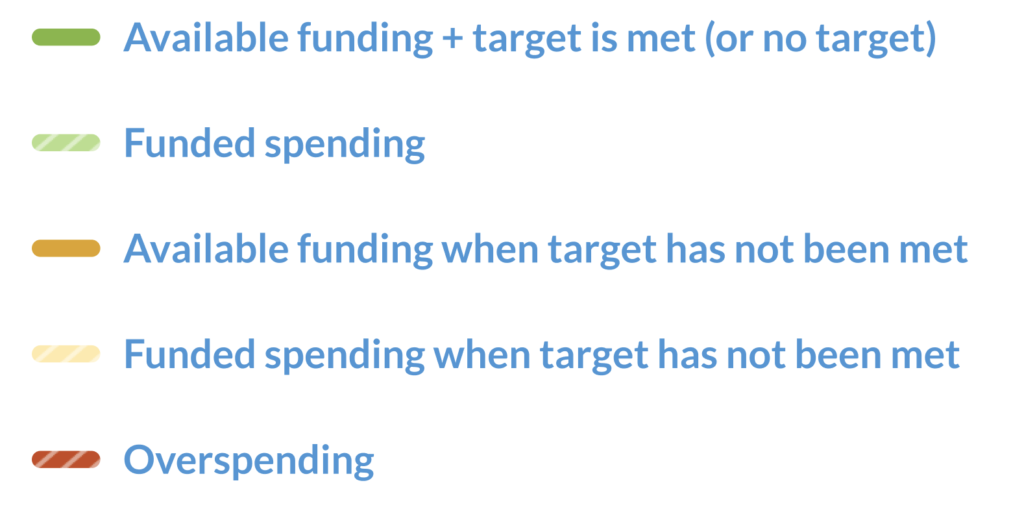 Available funding + target is met (or no target)
Funded spending
Available funding when target has not been met
Funded spending when target has not been met
Overspending